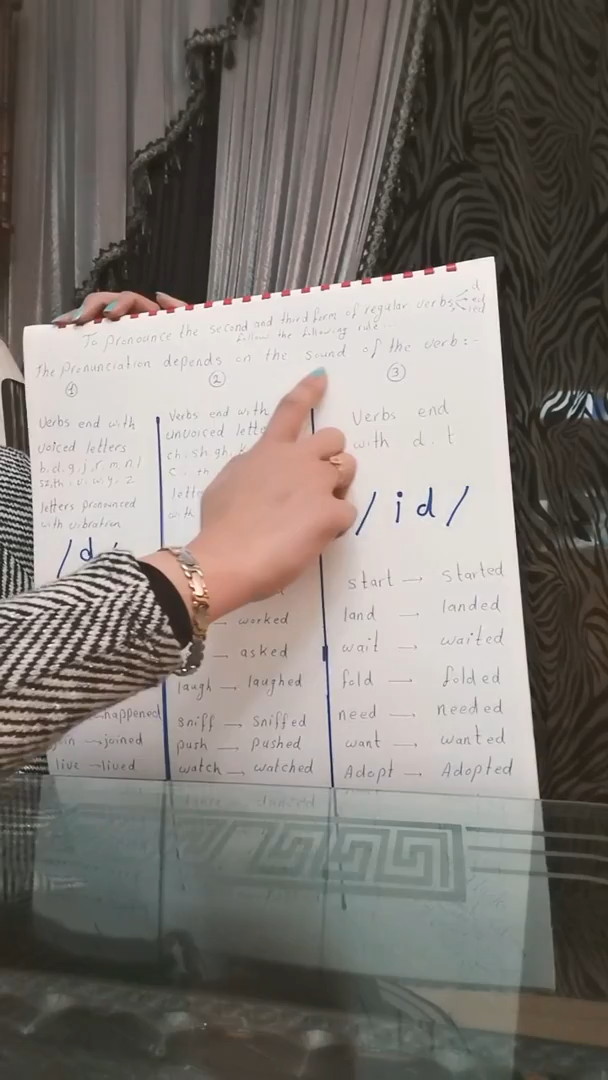 To Pronounce the second and third form of regular verbs d ed ied
follow the following rule...
The Pronunciation depends on the sound of the verb:-
1
Verbs end with
voiced letters
b, d, g, j, r, m, n, l
letters pronounced
with vibration
/d
happened
joined
live → lived
2
Verbs end with
unvoiced
ch, sh, gh,
with
→ worked
→ asked
laugh → laughed
sniff → sniffed
push → pushed
watch → watched
3
Verbs end
with d. t
/id/
start → started
land → landed
wait → waited
fold → folded
need → needed
want → wanted
Adopt → Adopted